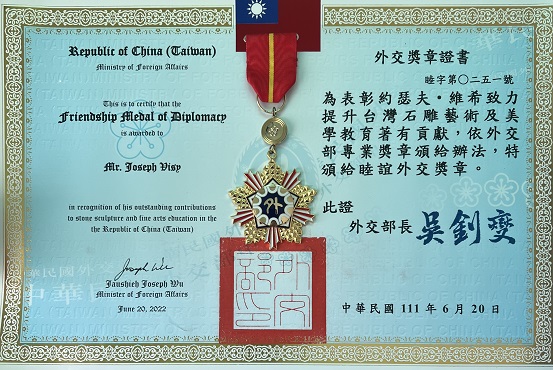 Republic of China (Taiwan)
Ministry of Foreign Affairs
This is to certify that the
Friendship Medal of Diplomacy
is awarded to
Mr. Joseph Visy
in recognition of his outstanding contributions
to stone sculpture and fine arts education in the
the Republic of China (Taiwan)
Joseph Wu
Jaushieh Joseph Wu
Minister of Foreign Affairs
June 20, 2022
外交獎章證書
睦字第〇二五一號
為表彰約瑟夫·維希致力
提升台灣石雕藝術及美
學教育著有貢獻,依外交
部專業獎章頒給辦法,特
頒給睦誼外交獎章。
此證
外交部長 吳釗燮
外交部印
中華民國 111 年 6 月 20 日